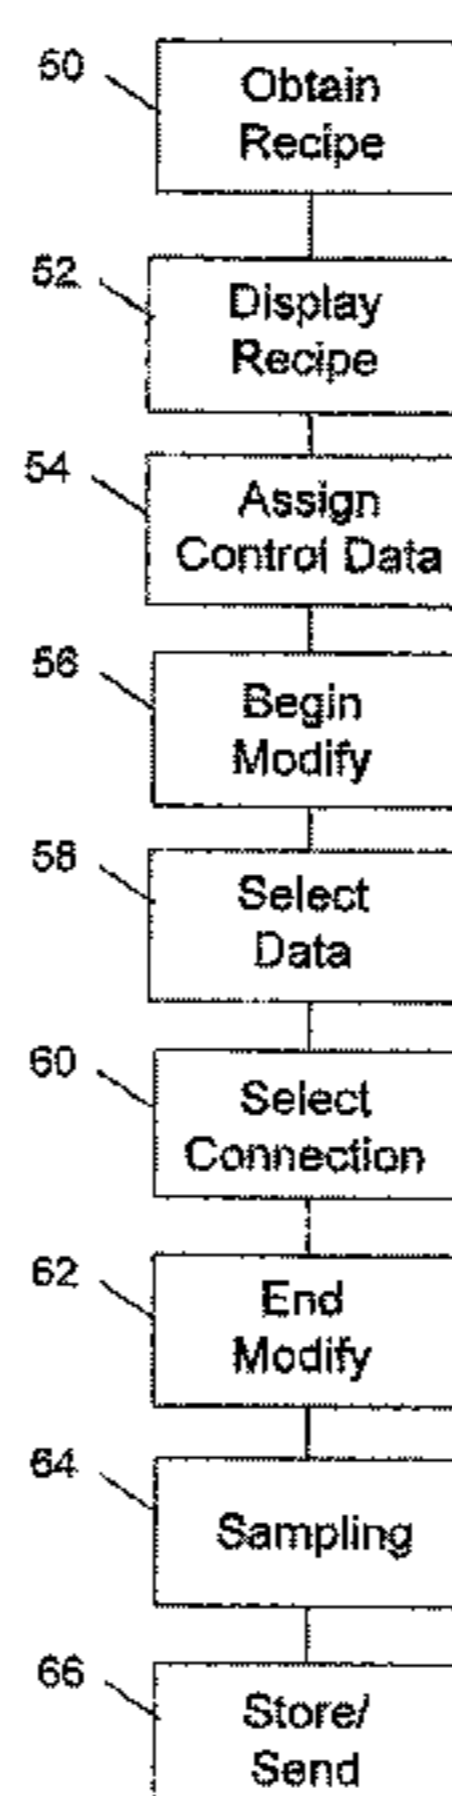 50
Obtain
Recipe
52
Display
Recipe
54
Assign
Control Data
56
Begin
Modify
58
Select
Data
60
Select
Connection
62
End
Modify
64
Sampling
66
Store/
Send